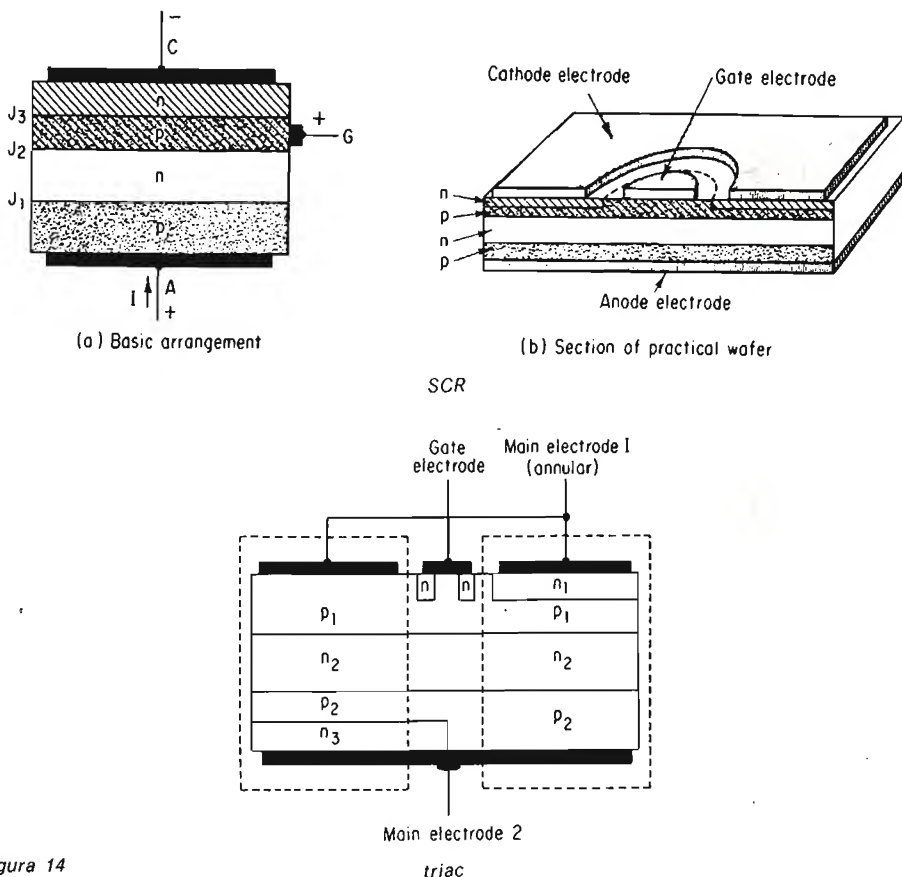 −
C
n
J3
p
+
G
J2
n
J1
p
I
A
+
(a) Basic arrangement
Cathode electrode
Gate electrode
n
p
n
p
Anode electrode
(b) Section of practical wafer
SCR
Gate
electrode
Main electrode I
(annular)
n
n
n1
p1
p1
n2
n2
p2
p2
n3
Main electrode 2
gura 14
triac